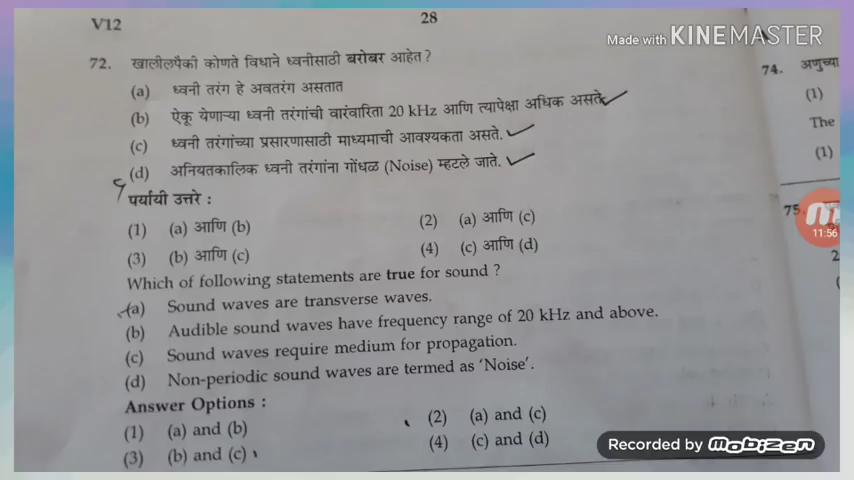 V12
28
Made with KINEMASTER
72. खालीलपैकी कोणते विधाने ध्वनीसाठी बरोबर आहेत ?
(a) ध्वनी तरंग हे अवतरंग असतात
(b) ऐकू येणाऱ्या ध्वनी तरंगांची वारंवारिता 20 kHz आणि त्यापेक्षा अधिक असते.
(c) ध्वनी तरंगांच्या प्रसारणासाठी माध्यमाची आवश्यकता असते.
(d) अनियतकालिक ध्वनी तरंगांना गोंधळ (Noise) म्हटले जाते.
पर्यायी उत्तरे :
(1) (a) आणि (b) (2) (a) आणि (c)
(3) (b) आणि (c) (4) (c) आणि (d)
Which of following statements are true for sound ?
(a) Sound waves are transverse waves.
(b) Audible sound waves have frequency range of 20 kHz and above.
(c) Sound waves require medium for propagation.
(d) Non-periodic sound waves are termed as ‘Noise’.
Answer Options :
(1) (a) and (b) (2) (a) and (c)
(3) (b) and (c) (4) (c) and (d)
74. अणुच्या
(1)
The
(1)
75.
11:56
2
Recorded by mobizen